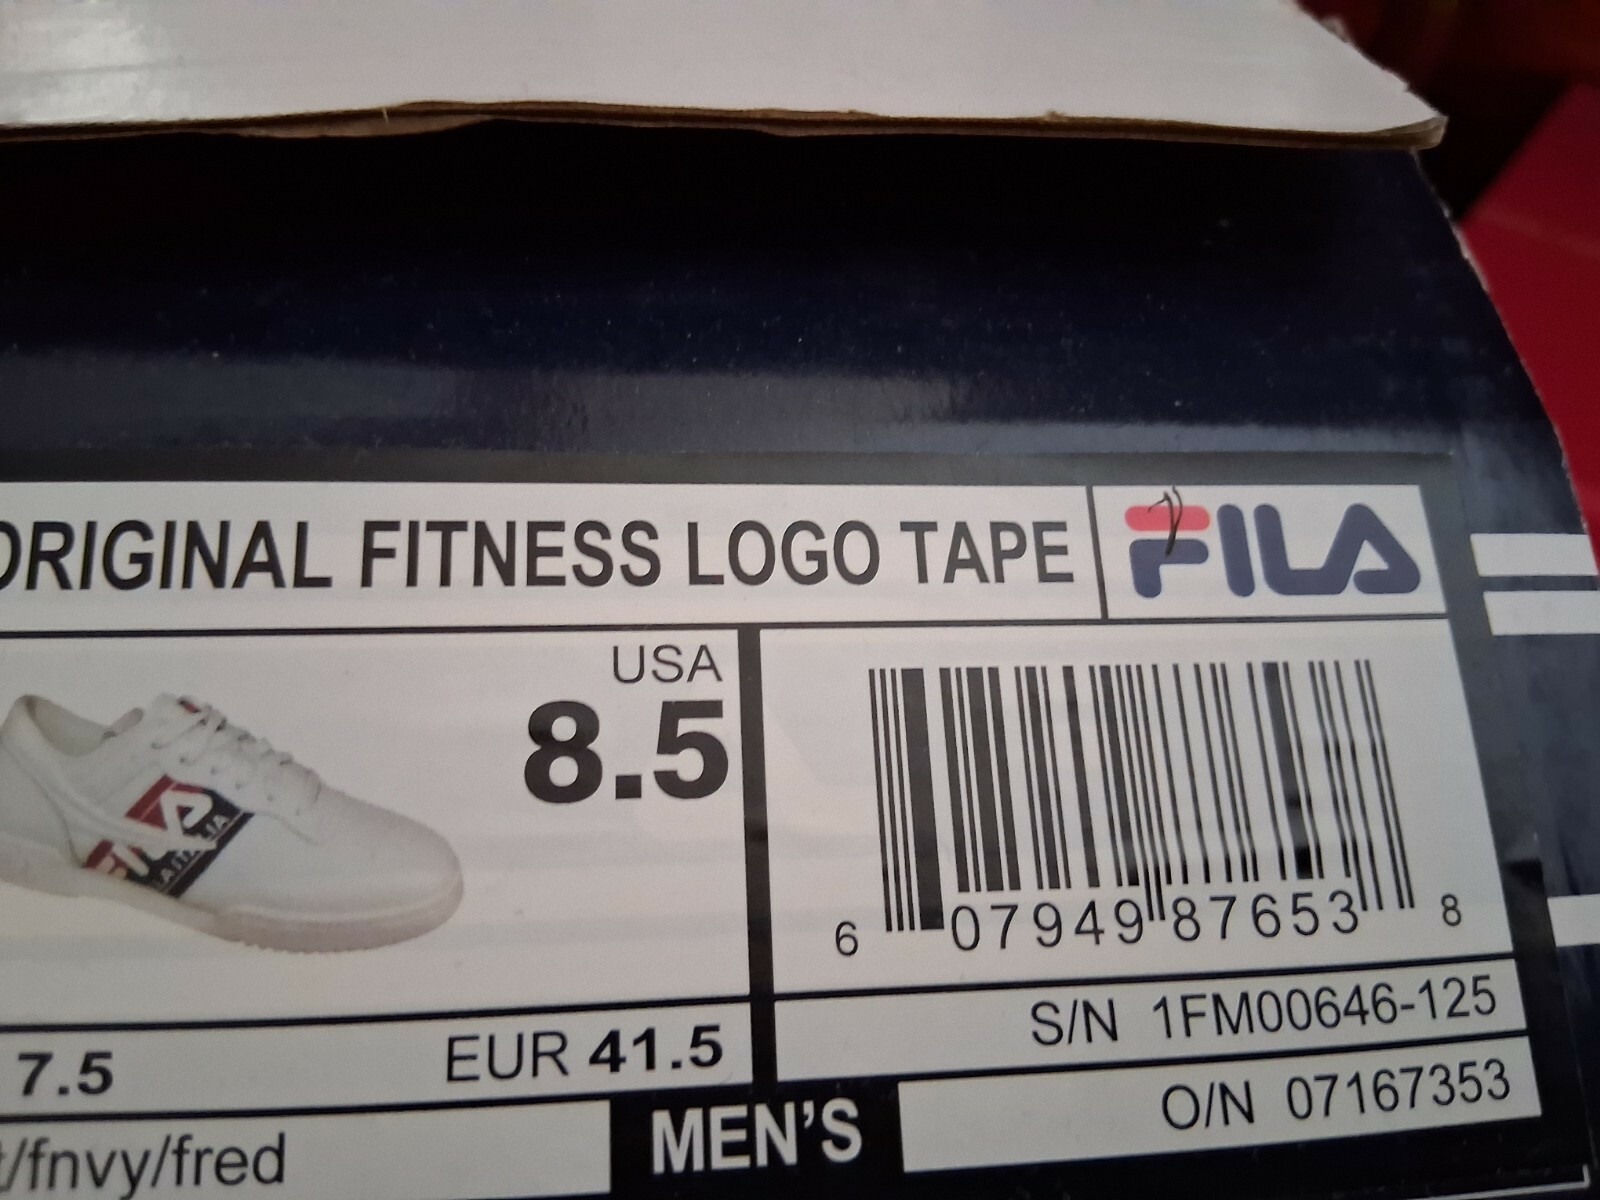 ORIGINAL FITNESS LOGO TAPE
FILA
USA
8.5
FILA
6 07949 87653 8
7.5
EUR 41.5
S/N 1FM00646-125
O/N 07167353
/fnvy/fred
MEN'S